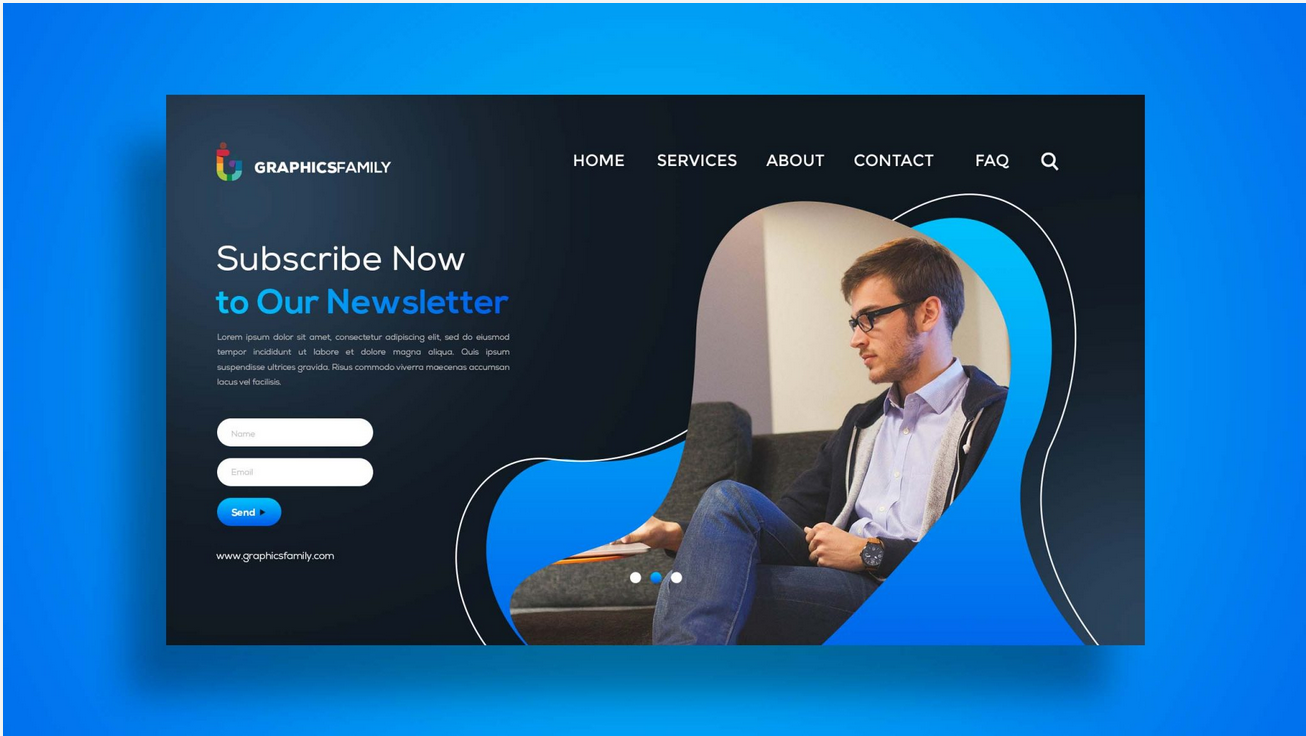 GRAPHICSFAMILY
HOME SERVICES ABOUT CONTACT FAQ
Subscribe Now
to Our Newsletter
Lorem ipsum dolor sit amet, consectetur adipiscing elit, sed do eiusmod
tempor incididunt ut labore et dolore magna aliqua. Quis ipsum
suspendisse ultrices gravida. Risus commodo viverra maecenas accumsan
lacus vel facilisis.
Name
Email
Send
www.graphicsfamily.com